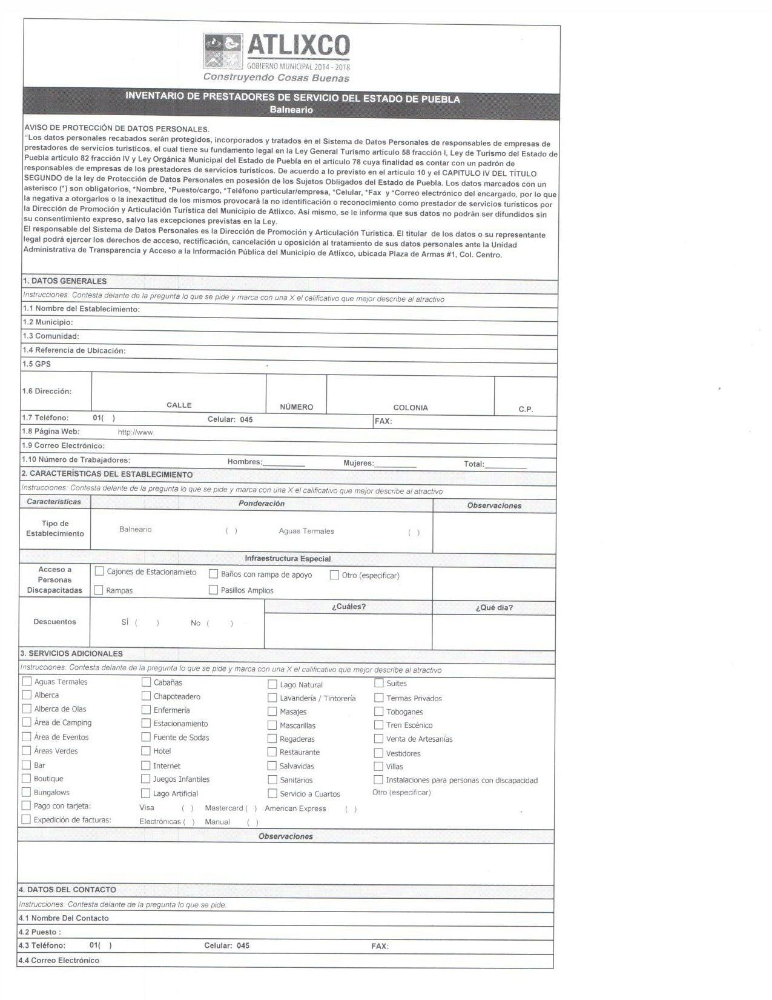 ATLIXCO
GOBIERNO MUNICIPAL 2014 - 2018
Construyendo Cosas Buenas
INVENTARIO DE PRESTADORES DE SERVICIO DEL ESTADO DE PUEBLA
Balneario
AVISO DE PROTECCIÓN DE DATOS PERSONALES.
"Los datos personales recabados serán protegidos, incorporados y tratados en el Sistema de Datos Personales de responsables de empresas de
prestadores de servicios turísticos, el cual tiene su fundamento legal en la Ley General Turismo articulo 58 fracción I, Ley de Turismo del Estado de
Puebla articulo 82 fracción IV y Ley Orgánica Municipal del Estado de Puebla en el articulo 78 cuya finalidad es contar con un padrón de
responsables de empresas de los prestadores de servicios turísticos. De acuerdo a lo previsto en el articulo 10 y el CAPITULO IV DEL TÍTULO
SEGUNDO de la ley de Protección de Datos Personales en posesión de los Sujetos Obligados del Estado de Puebla. Los datos marcados con un
asterisco (*) son obligatorios, *Nombre, *Puesto/cargo, *Teléfono particular/empresa, *Celular, *Fax y *Correo electrónico del encargado, por lo que
la negativa a otorgarlos o la inexactitud de los mismos provocará la no identificación o reconocimiento como prestador de servicios turísticos por
la Dirección de Promoción y Articulación Turística del Municipio de Atlixco. Así mismo, se le informa que sus datos no podrán ser difundidos sin
su consentimiento expreso, salvo las excepciones previstas en la Ley.
El responsable del Sistema de Datos Personales es la Dirección de Promoción y Articulación Turística. El titular de los datos o su representante
legal podrá ejercer los derechos de acceso, rectificación, cancelación u oposición al tratamiento de sus datos personales ante la Unidad
Administrativa de Transparencia y Acceso a la Información Pública del Municipio de Atlixco, ubicada Plaza de Armas #1, Col. Centro.
1. DATOS GENERALES
Instrucciones: Contesta delante de la pregunta lo que se pide y marca con una X el calificativo que mejor describe al atractivo
1.1 Nombre del Establecimiento:
1.2 Municipio:
1.3 Comunidad:
1.4 Referencia de Ubicación:
1.5 GPS
1.6 Dirección:
CALLE NÚMERO COLONIA C.P.
1.7 Teléfono: 01( ) Celular: 045 FAX:
1.8 Página Web: http://www.
1.9 Correo Electrónico:
1.10 Número de Trabajadores: Hombres:__________ Mujeres:__________ Total:__________
2. CARACTERÍSTICAS DEL ESTABLECIMIENTO
Instrucciones: Contesta delante de la pregunta lo que se pide y marca con una X el calificativo que mejor describe al atractivo
Características Ponderación Observaciones
Tipo de
Establecimiento
Balneario ( ) Aguas Termales ( )
Infraestructura Especial
Acceso a
Personas
Discapacitadas
Cajones de Estacionamieto Baños con rampa de apoyo Otro (especificar)
Rampas Pasillos Amplios
Descuentos SÍ ( ) No ( ) ¿Cuáles? ¿Qué dia?
3. SERVICIOS ADICIONALES
Instrucciones: Contesta delante de la pregunta lo que se pide y marca con una X el calificativo que mejor describe al atractivo
Aguas Termales Cabañas Lago Natural Suites
Alberca Chapoteadero Lavandería / Tintorería Termas Privados
Alberca de Olas Enfermería Masajes Toboganes
Área de Camping Estacionamiento Mascarillas Tren Escénico
Área de Eventos Fuente de Sodas Regaderas Venta de Artesanías
Áreas Verdes Hotel Restaurante Vestidores
Bar Internet Salvavidas Villas
Boutique Juegos Infantiles Sanitarios Instalaciones para personas con discapacidad
Bungalows Lago Artificial Servicio a Cuartos Otro (especificar)
Pago con tarjeta: Visa ( ) Mastercard ( ) American Express ( )
Expedición de facturas: Electrónicas ( ) Manual ( )
Observaciones
4. DATOS DEL CONTACTO
Instrucciones: Contesta delante de la pregunta lo que se pide.
4.1 Nombre Del Contacto
4.2 Puesto :
4.3 Teléfono: 01( ) Celular: 045 FAX:
4.4 Correo Electrónico